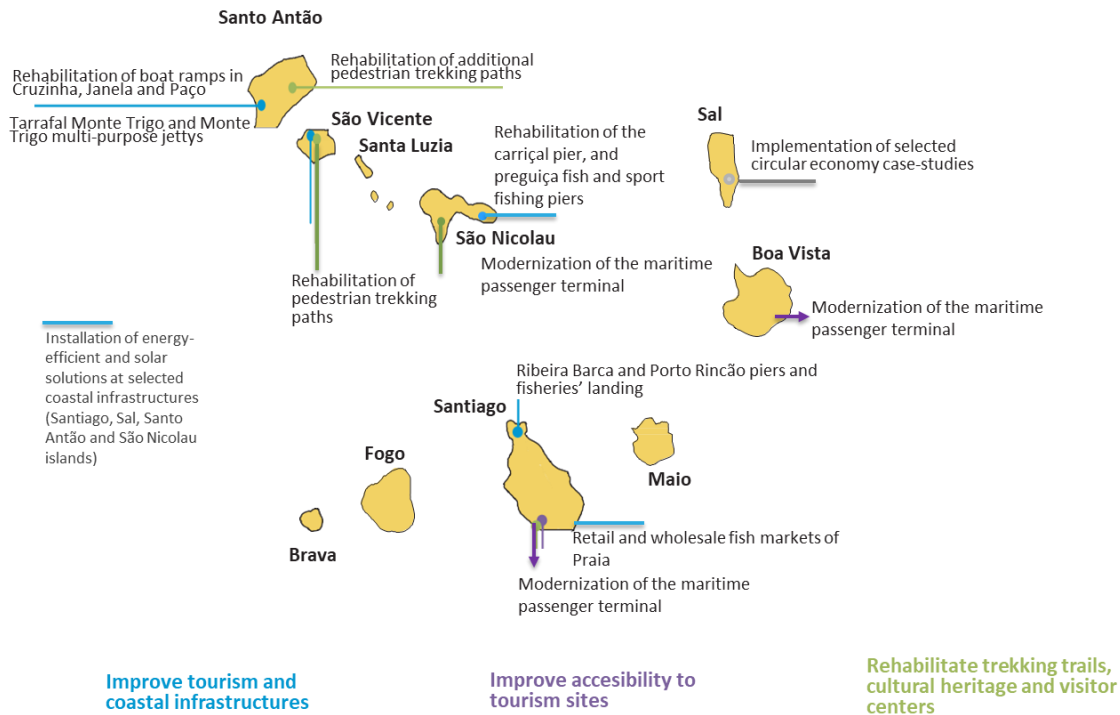 Santo Antão
Rehabilitation of boat ramps in
Cruzinha, Janela and Paço
Tarrafal Monte Trigo and Monte
Trigo multi-purpose jettys
Rehabilitation of additional
pedestrian trekking paths
São Vicente
Santa Luzia
Rehabilitation of the
carriçal pier, and
preguiça fish and sport
fishing piers
Sal
Implementation of selected
circular economy case-studies
São Nicolau
Modernization of the maritime
passenger terminal
Rehabilitation of
pedestrian trekking
paths
Boa Vista
Modernization of the maritime
passenger terminal
Installation of energy-
efficient and solar
solutions at selected
coastal infrastructures
(Santiago, Sal, Santo
Antão and São Nicolau
islands)
Ribeira Barca and Porto Rincão piers and
fisheries’ landing
Santiago
Fogo
Maio
Brava
Retail and wholesale fish markets of
Praia
Modernization of the maritime
passenger terminal
Improve tourism and
coastal infrastructures
Improve accesibility to
tourism sites
Rehabilitate trekking trails,
cultural heritage and visitor
centers